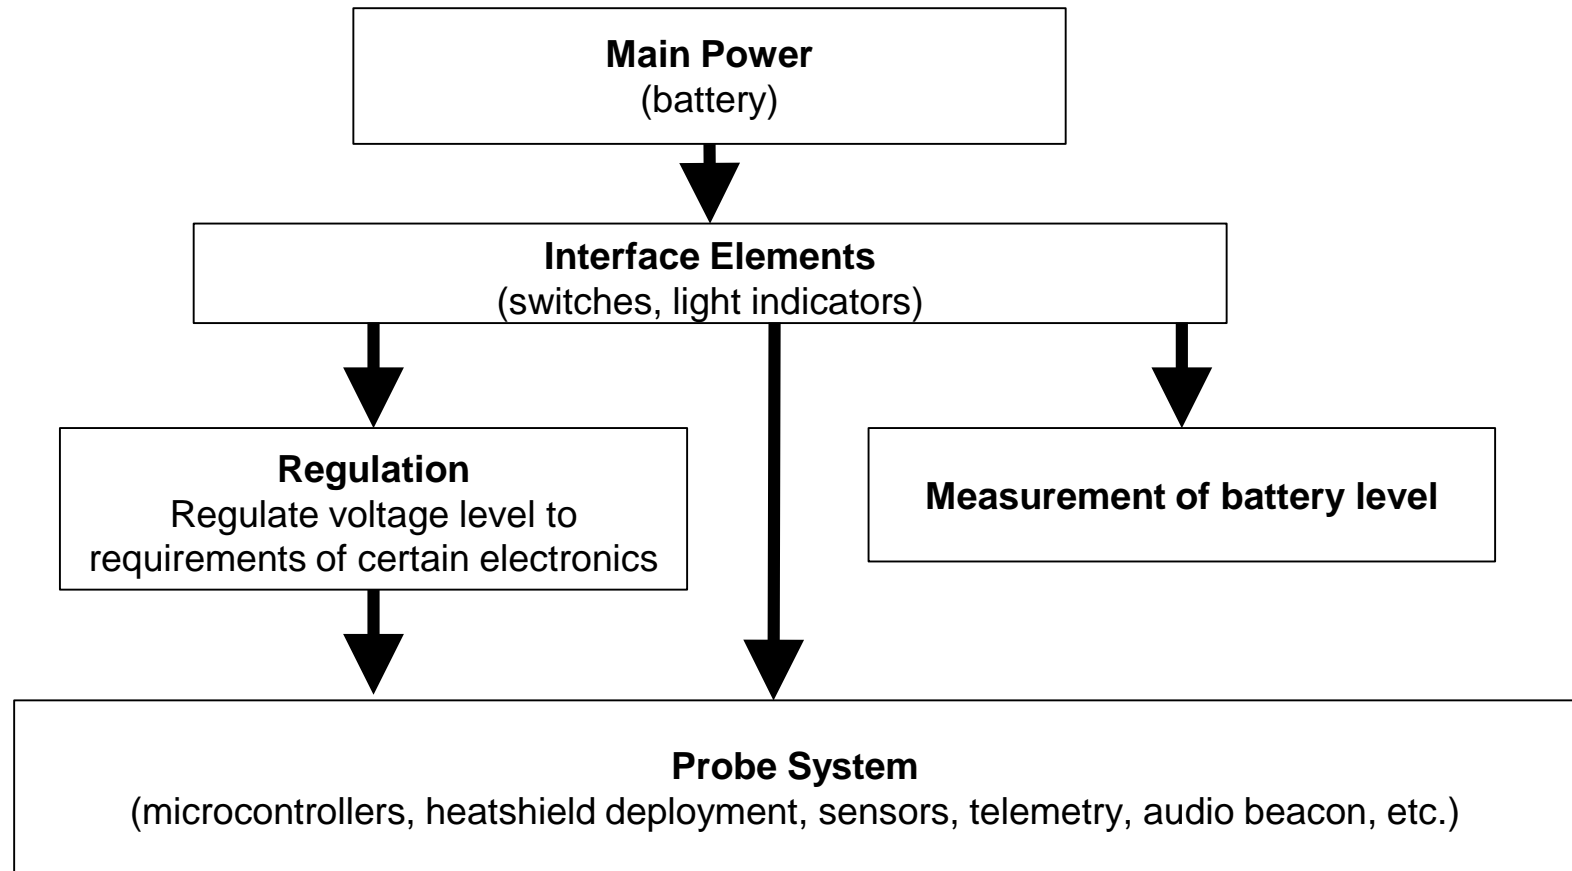 Main Power
(battery)
Interface Elements
(switches, light indicators)
Regulation
Regulate voltage level to
requirements of certain electronics
Measurement of battery level
Probe System
(microcontrollers, heatshield deployment, sensors, telemetry, audio beacon, etc.)